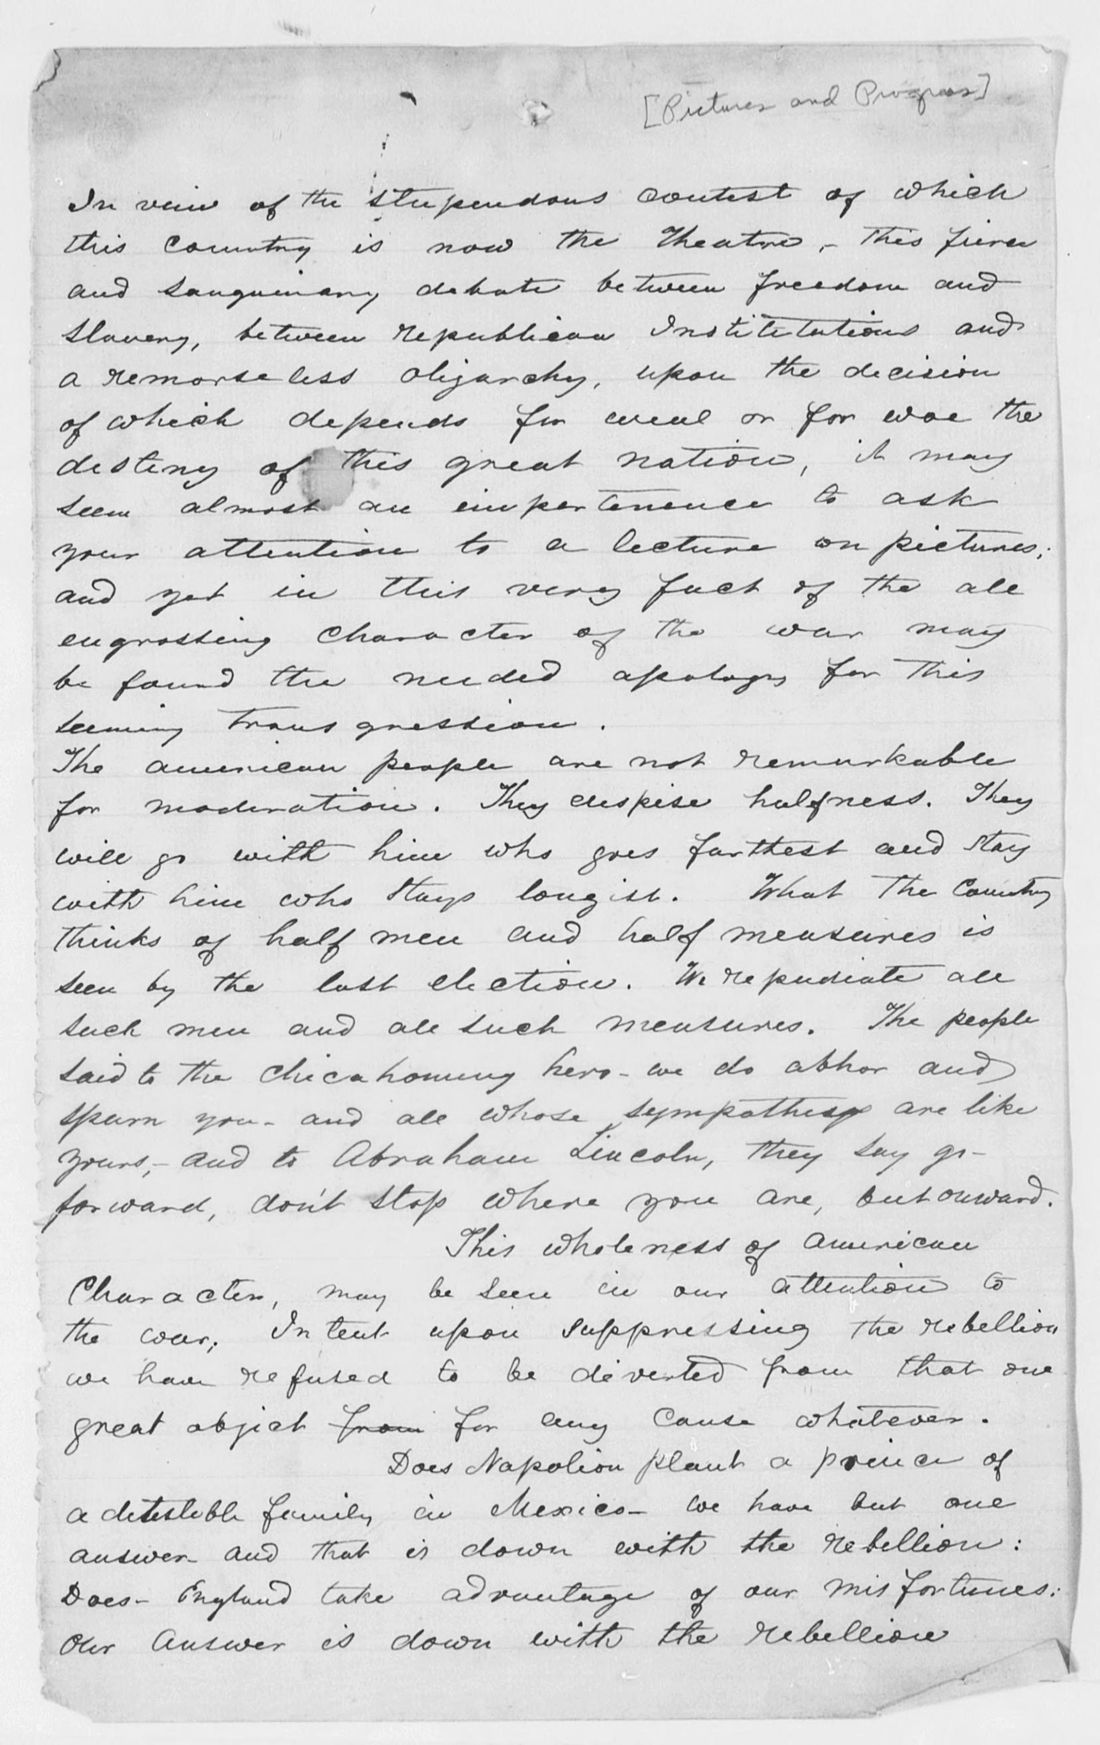 [Pictures and Progress]
In veiw of the stupendous contest of which
this Country is now the Theatre, - this fierce
and sanguinary debate between freedom and
Slavery, between republican Institutions and
a remorseless oligarchy, upon the decision
of which depends for weal or for woe the
destiny of this great nation, it may
seem almost an impertenence to ask
your attention to a lecture on pictures;
and yet in this very fact of the all
engrossing character of the war may
be found the needed apology for this
seeming transgression.
The american people are not remarkable
for moderation. They despise halfness. They
will go with him who goes farthest and stay
with him who stays longist. What the Country
thinks of half men and half measures is
seen by the last election. We repudiate all
such men and all such measures. The people
said to the Chicahominy hero - we do abhor and
spurn you - and all whose sympathies are like
yours, - and to Abraham Lincoln, they say go -
forward, don't stop where you are, but onward.
This wholeness of american
Character, may be seen in our attention to
the war; Intent upon suppressing the rebellion
we have refused to be diverted from that one
great object from for any cause whatever.
Does Napolion plant a prince of
a detestible family in Mexico - we have but one
answer and that is down with the rebellion:
Does - England take advantage of our misfortunes:
Our answer is down with the rebellion